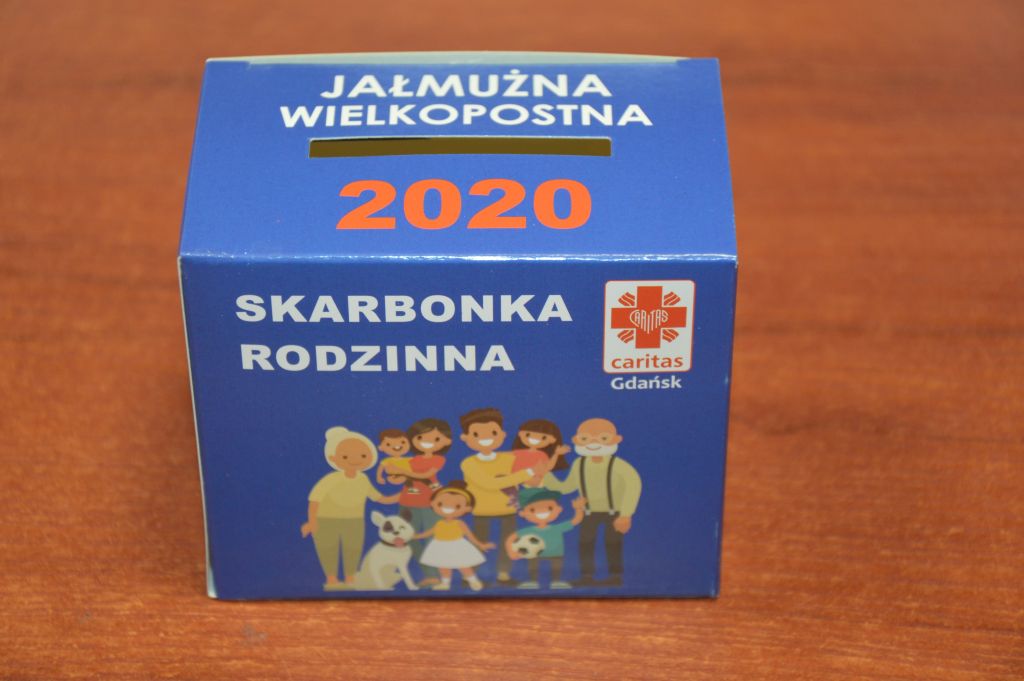 JAŁMUŻNA
WIELKOPOSTNA
2020
SKARBONKA
RODZINNA
CARITAS
caritas
Gdańsk